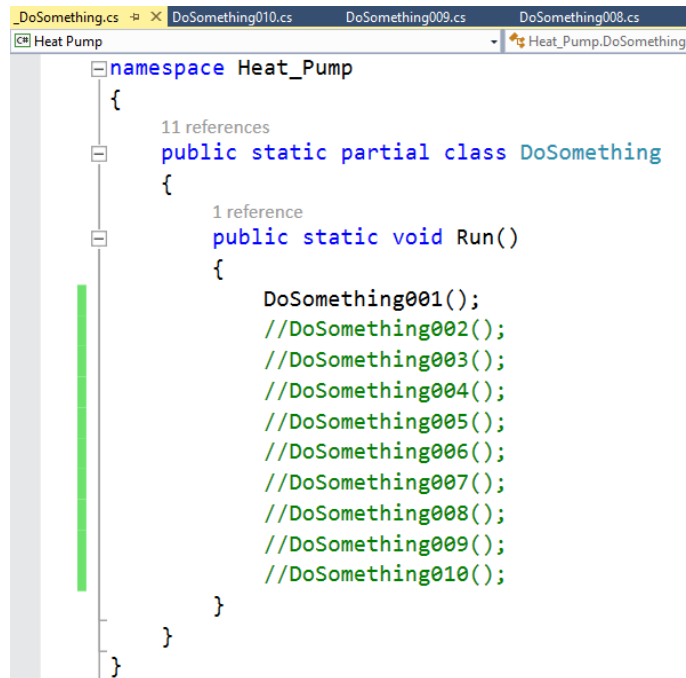 _DoSomething.cs DoSomething010.cs DoSomething009.cs DoSomething008.cs
C# Heat Pump Heat_Pump.DoSomething
namespace Heat_Pump
{
11 references
public static partial class DoSomething
{
1 reference
public static void Run()
{
DoSomething001();
//DoSomething002();
//DoSomething003();
//DoSomething004();
//DoSomething005();
//DoSomething006();
//DoSomething007();
//DoSomething008();
//DoSomething009();
//DoSomething010();
}
}
}